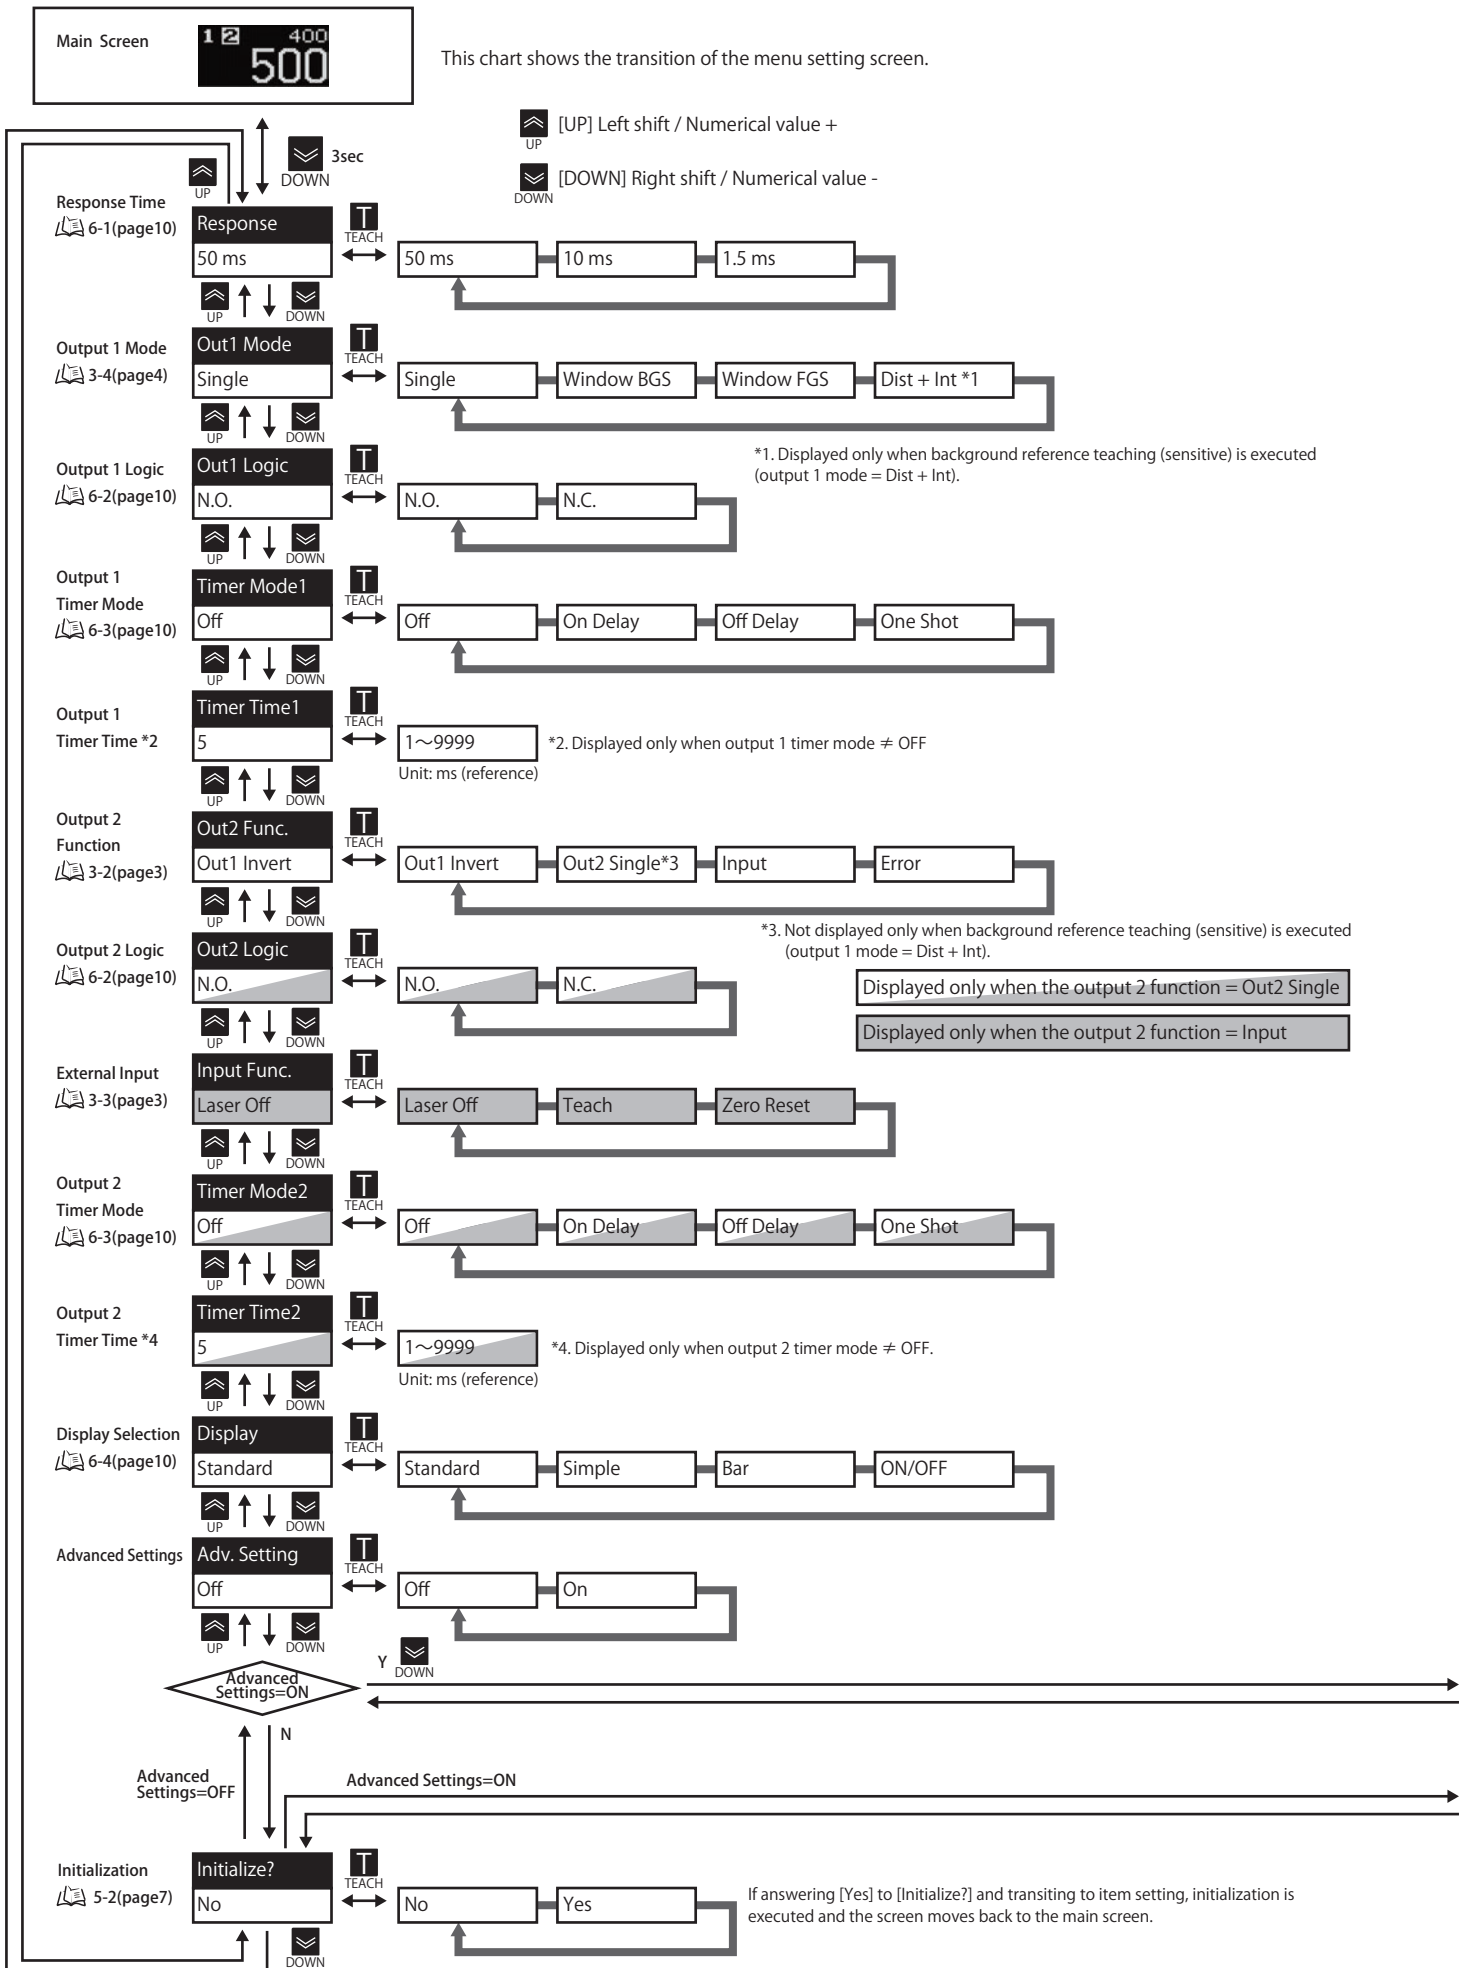 Main Screen
1 2 400
500
This chart shows the transition of the menu setting screen.
UP [UP] Left shift / Numerical value +
DOWN [DOWN] Right shift / Numerical value -
UP
DOWN 3sec
Response Time
6-1(page10)
Response
50 ms
T
TEACH
50 ms 10 ms 1.5 ms
UP DOWN
Output 1 Mode
3-4(page4)
Out1 Mode
Single
T
TEACH
Single Window BGS Window FGS Dist + Int *1
UP DOWN
*1. Displayed only when background reference teaching (sensitive) is executed
(output 1 mode = Dist + Int).
Output 1 Logic
6-2(page10)
Out1 Logic
N.O.
T
TEACH
N.O. N.C.
UP DOWN
Output 1
Timer Mode
6-3(page10)
Timer Mode1
Off
T
TEACH
Off On Delay Off Delay One Shot
UP DOWN
Output 1
Timer Time *2
Timer Time1
5
T
TEACH
1～9999
Unit: ms (reference)
*2. Displayed only when output 1 timer mode ≠ OFF
UP DOWN
Output 2
Function
3-2(page3)
Out2 Func.
Out1 Invert
T
TEACH
Out1 Invert Out2 Single*3 Input Error
UP DOWN
*3. Not displayed only when background reference teaching (sensitive) is executed
(output 1 mode = Dist + Int).
Displayed only when the output 2 function = Out2 Single
Displayed only when the output 2 function = Input
Output 2 Logic
6-2(page10)
Out2 Logic
N.O.
T
TEACH
N.O. N.C.
UP DOWN
External Input
3-3(page3)
Input Func.
Laser Off
T
TEACH
Laser Off Teach Zero Reset
UP DOWN
Output 2
Timer Mode
6-3(page10)
Timer Mode2
Off
T
TEACH
Off On Delay Off Delay One Shot
UP DOWN
Output 2
Timer Time *4
Timer Time2
5
T
TEACH
1～9999
Unit: ms (reference)
*4. Displayed only when output 2 timer mode ≠ OFF.
UP DOWN
Display Selection
6-4(page10)
Display
Standard
T
TEACH
Standard Simple Bar ON/OFF
UP DOWN
Advanced Settings
Adv. Setting
Off
T
TEACH
Off On
UP DOWN
Y DOWN
Advanced
Settings=ON
N
Advanced
Settings=OFF
Advanced Settings=ON
Initialization
5-2(page7)
Initialize?
No
T
TEACH
No Yes
If answering [Yes] to [Initialize?] and transiting to item setting, initialization is
executed and the screen moves back to the main screen.
DOWN